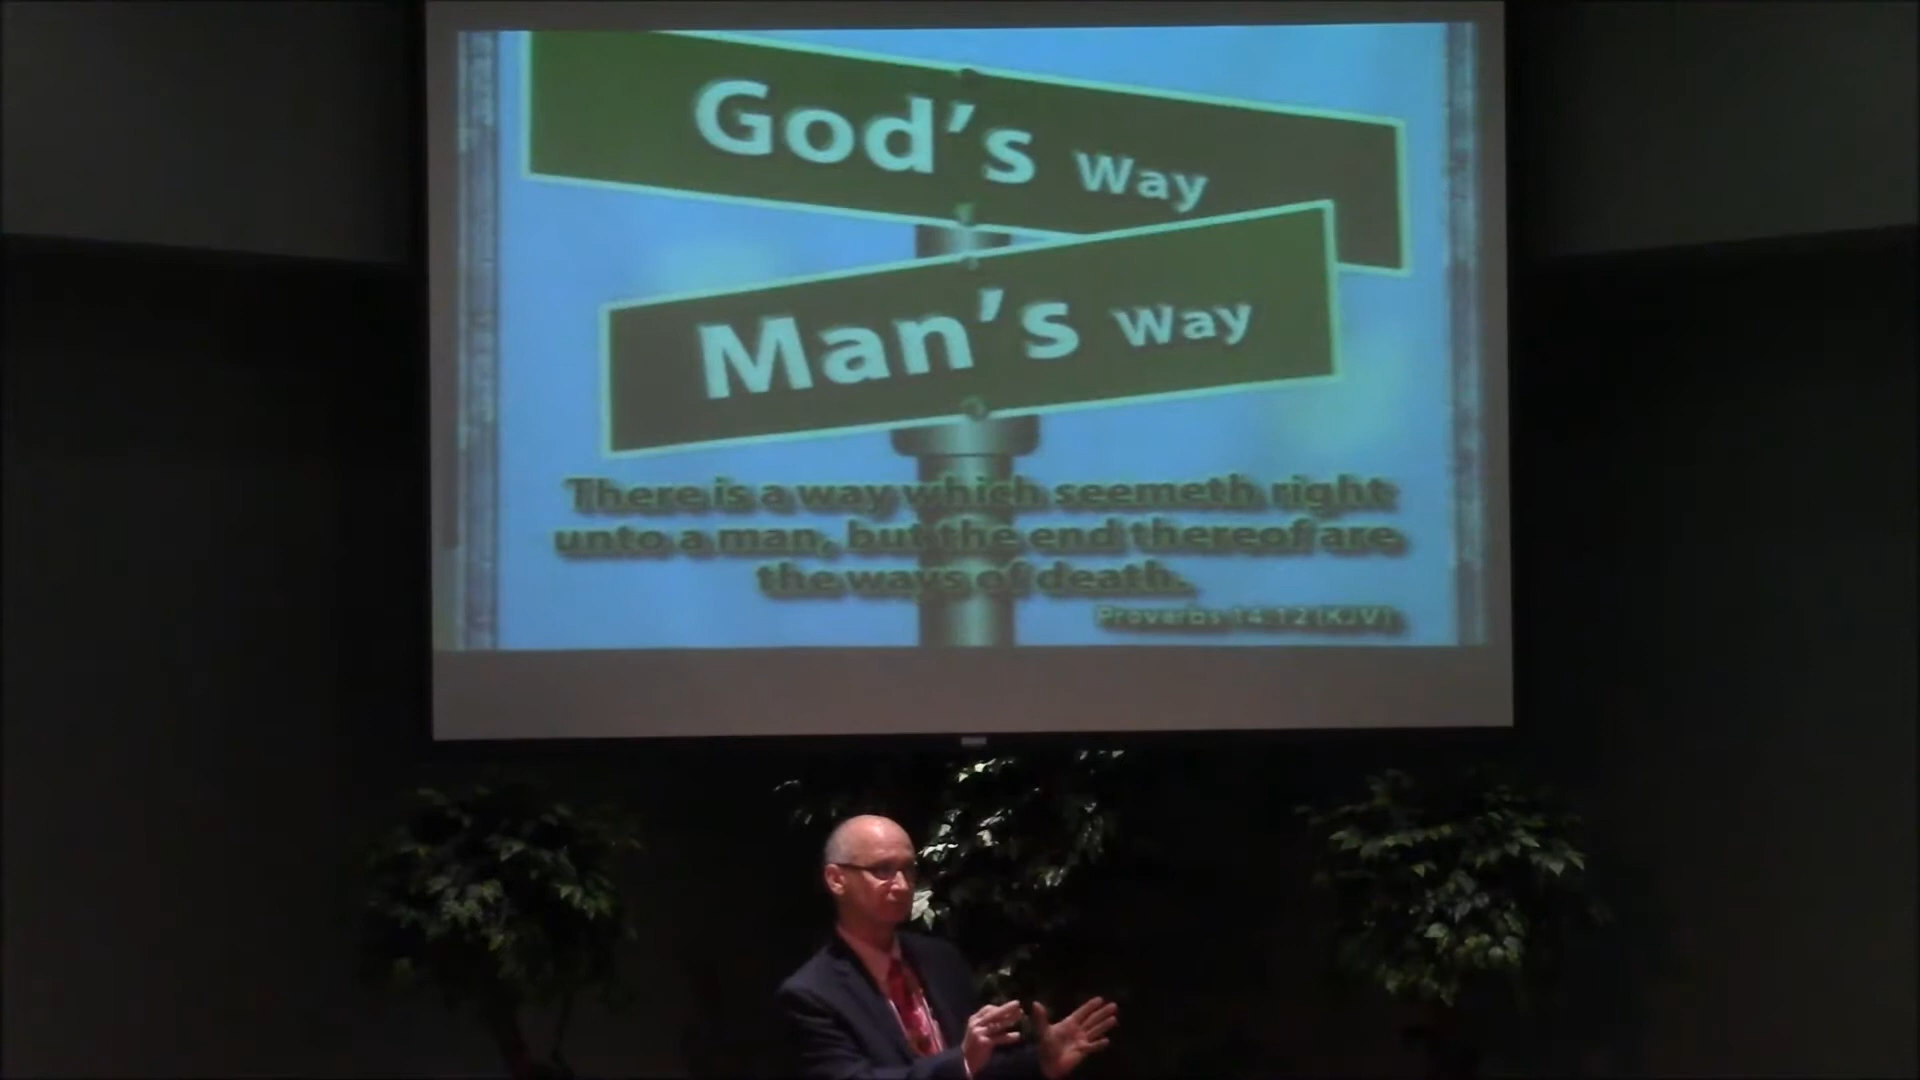 God's Way
Man's Way
There is a way which seemeth right
unto a man, but the end thereof are
the ways of death.
Proverbs 14:12 (KJV)